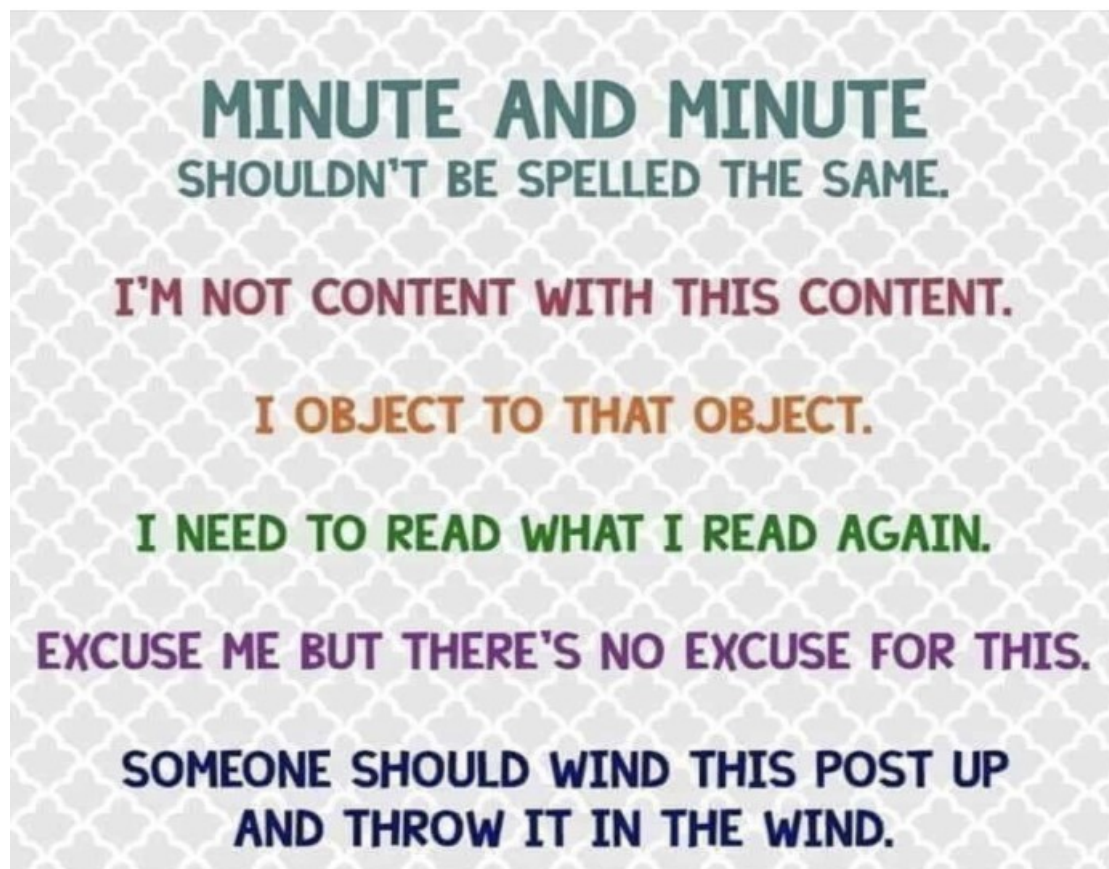 MINUTE AND MINUTE
SHOULDN'T BE SPELLED THE SAME.
I'M NOT CONTENT WITH THIS CONTENT.
I OBJECT TO THAT OBJECT.
I NEED TO READ WHAT I READ AGAIN.
EXCUSE ME BUT THERE'S NO EXCUSE FOR THIS.
SOMEONE SHOULD WIND THIS POST UP
AND THROW IT IN THE WIND.